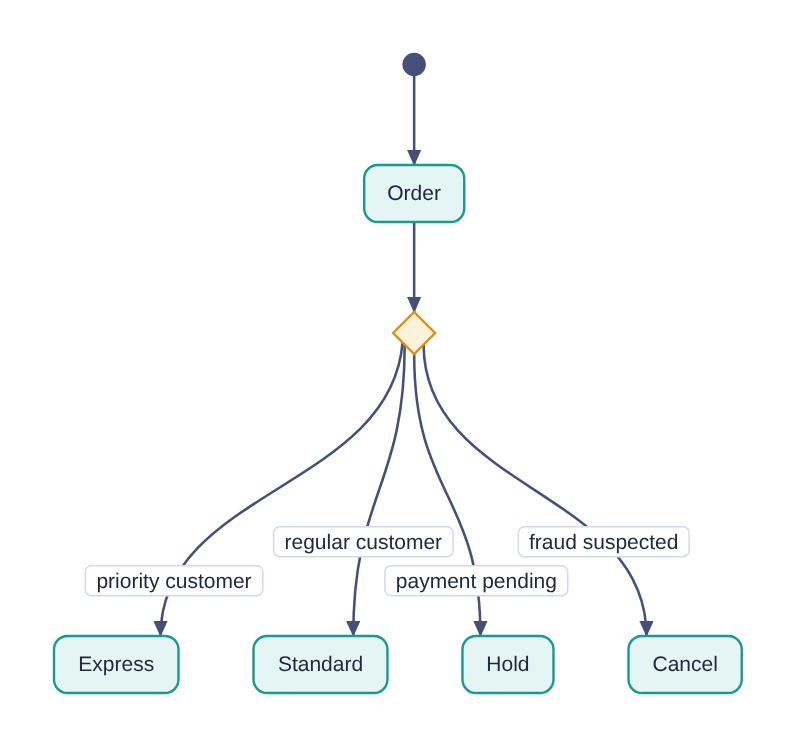 Order
regular customer
fraud suspected
priority customer
payment pending
Express
Standard
Hold
Cancel